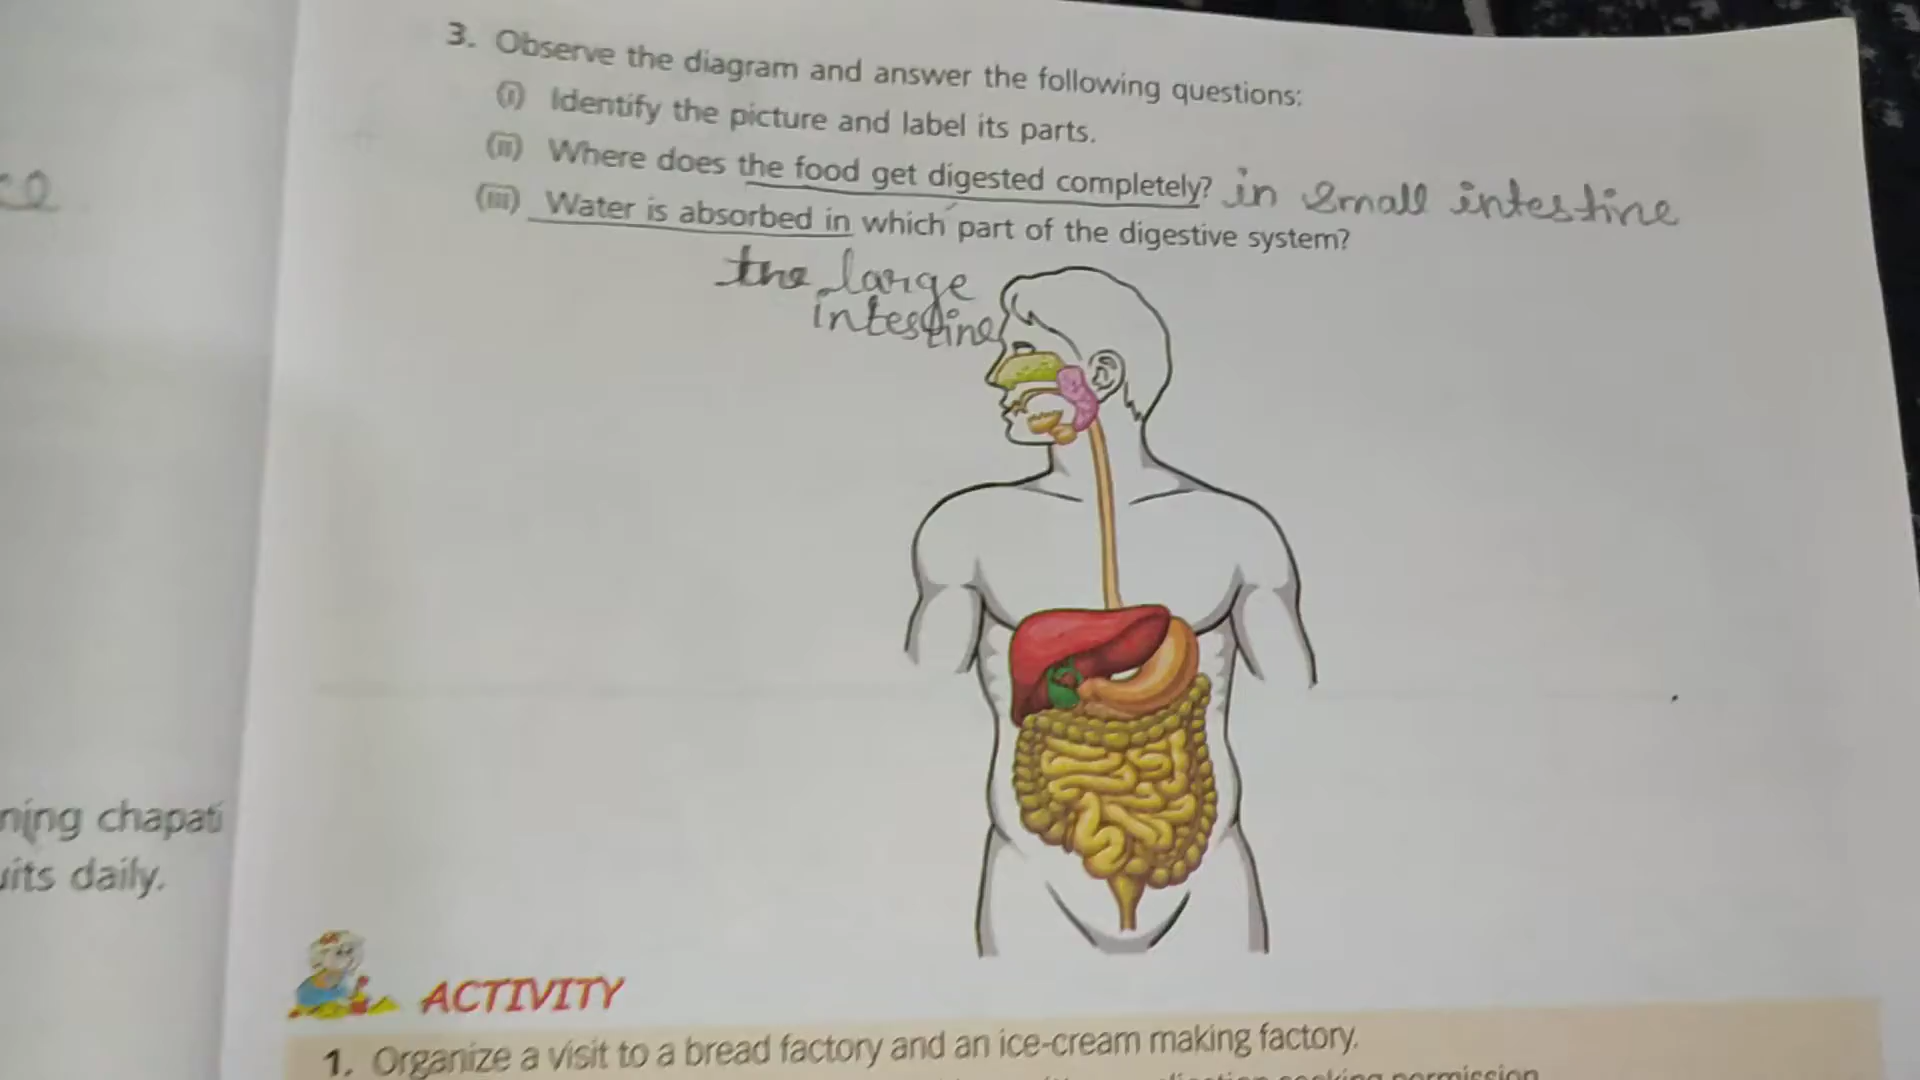 3. Observe the diagram and answer the following questions:
(i) Identify the picture and label its parts.
(ii) Where does the food get digested completely? in small intestine
(iii) Water is absorbed in which part of the digestive system?
the large
intestine
ning chapati
uits daily.
ACTIVITY
1. Organize a visit to a bread factory and an ice-cream making factory.
seeking permission